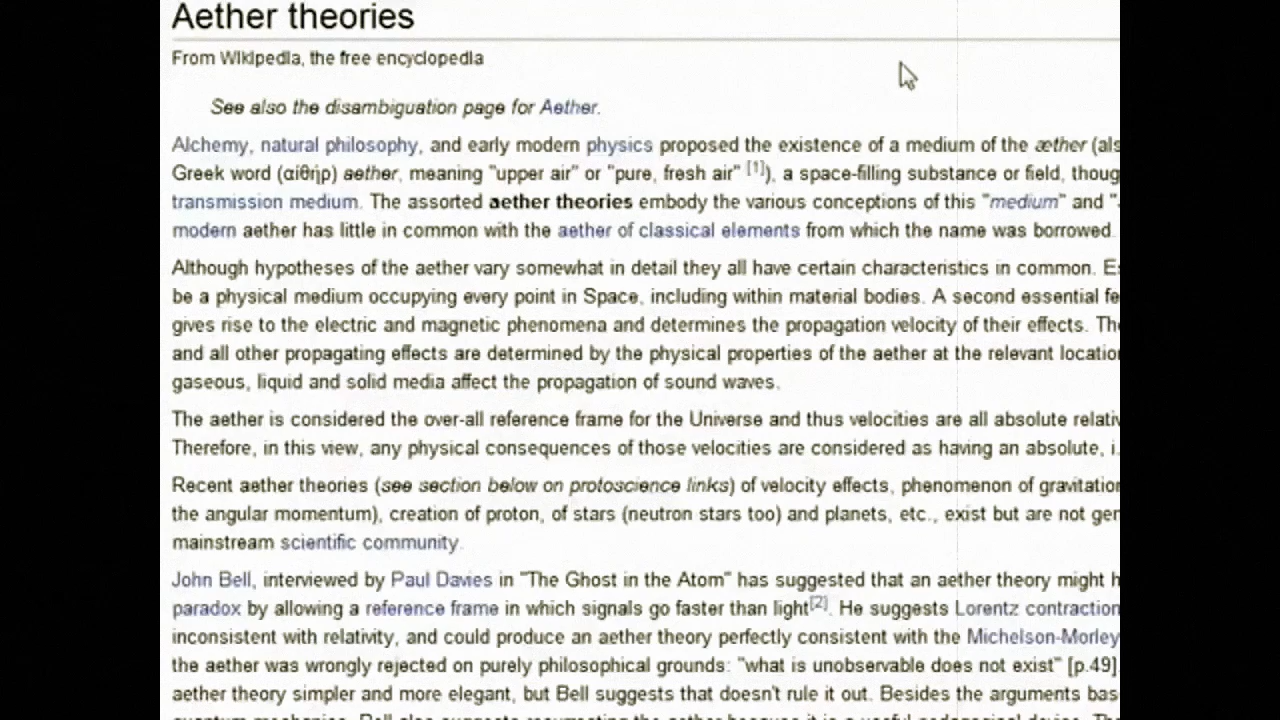 Aether theories
From Wikipedia, the free encyclopedia
See also the disambiguation page for Aether.
Alchemy, natural philosophy, and early modern physics proposed the existence of a medium of the æther (als
Greek word (αἰθήρ) aether, meaning "upper air" or "pure, fresh air" [1]), a space-filling substance or field, thoug
transmission medium. The assorted aether theories embody the various conceptions of this "medium" and "
modern aether has little in common with the aether of classical elements from which the name was borrowed.
Although hypotheses of the aether vary somewhat in detail they all have certain characteristics in common. Es
be a physical medium occupying every point in Space, including within material bodies. A second essential fe
gives rise to the electric and magnetic phenomena and determines the propagation velocity of their effects. The
and all other propagating effects are determined by the physical properties of the aether at the relevant location
gaseous, liquid and solid media affect the propagation of sound waves.
The aether is considered the over-all reference frame for the Universe and thus velocities are all absolute relativ
Therefore, in this view, any physical consequences of those velocities are considered as having an absolute, i.
Recent aether theories (see section below on protoscience links) of velocity effects, phenomenon of gravitation
the angular momentum), creation of proton, of stars (neutron stars too) and planets, etc., exist but are not gen
mainstream scientific community.
John Bell, interviewed by Paul Davies in "The Ghost in the Atom" has suggested that an aether theory might h
paradox by allowing a reference frame in which signals go faster than light[2]. He suggests Lorentz contraction
inconsistent with relativity, and could produce an aether theory perfectly consistent with the Michelson-Morley
the aether was wrongly rejected on purely philosophical grounds: "what is unobservable does not exist" [p.49]
aether theory simpler and more elegant, but Bell suggests that doesn't rule it out. Besides the arguments bas